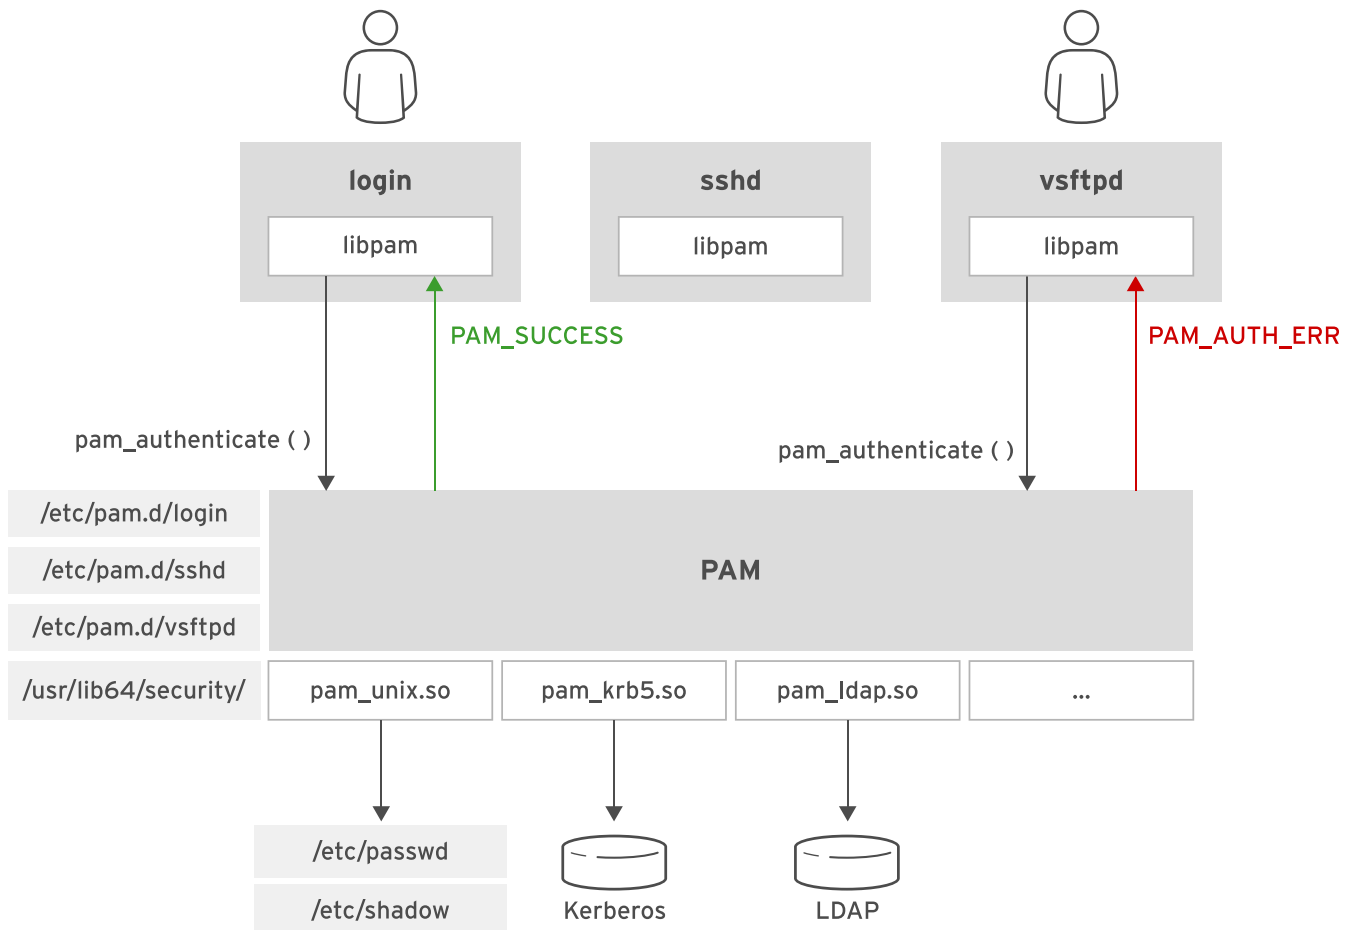 login
sshd
vsftpd
libpam
libpam
libpam
PAM_SUCCESS
PAM_AUTH_ERR
pam_authenticate ( )
pam_authenticate ( )
/etc/pam.d/login
/etc/pam.d/sshd
PAM
/etc/pam.d/vsftpd
/usr/lib64/security/
pam_unix.so
pam_krb5.so
pam_ldap.so
...
/etc/passwd
/etc/shadow
Kerberos
LDAP